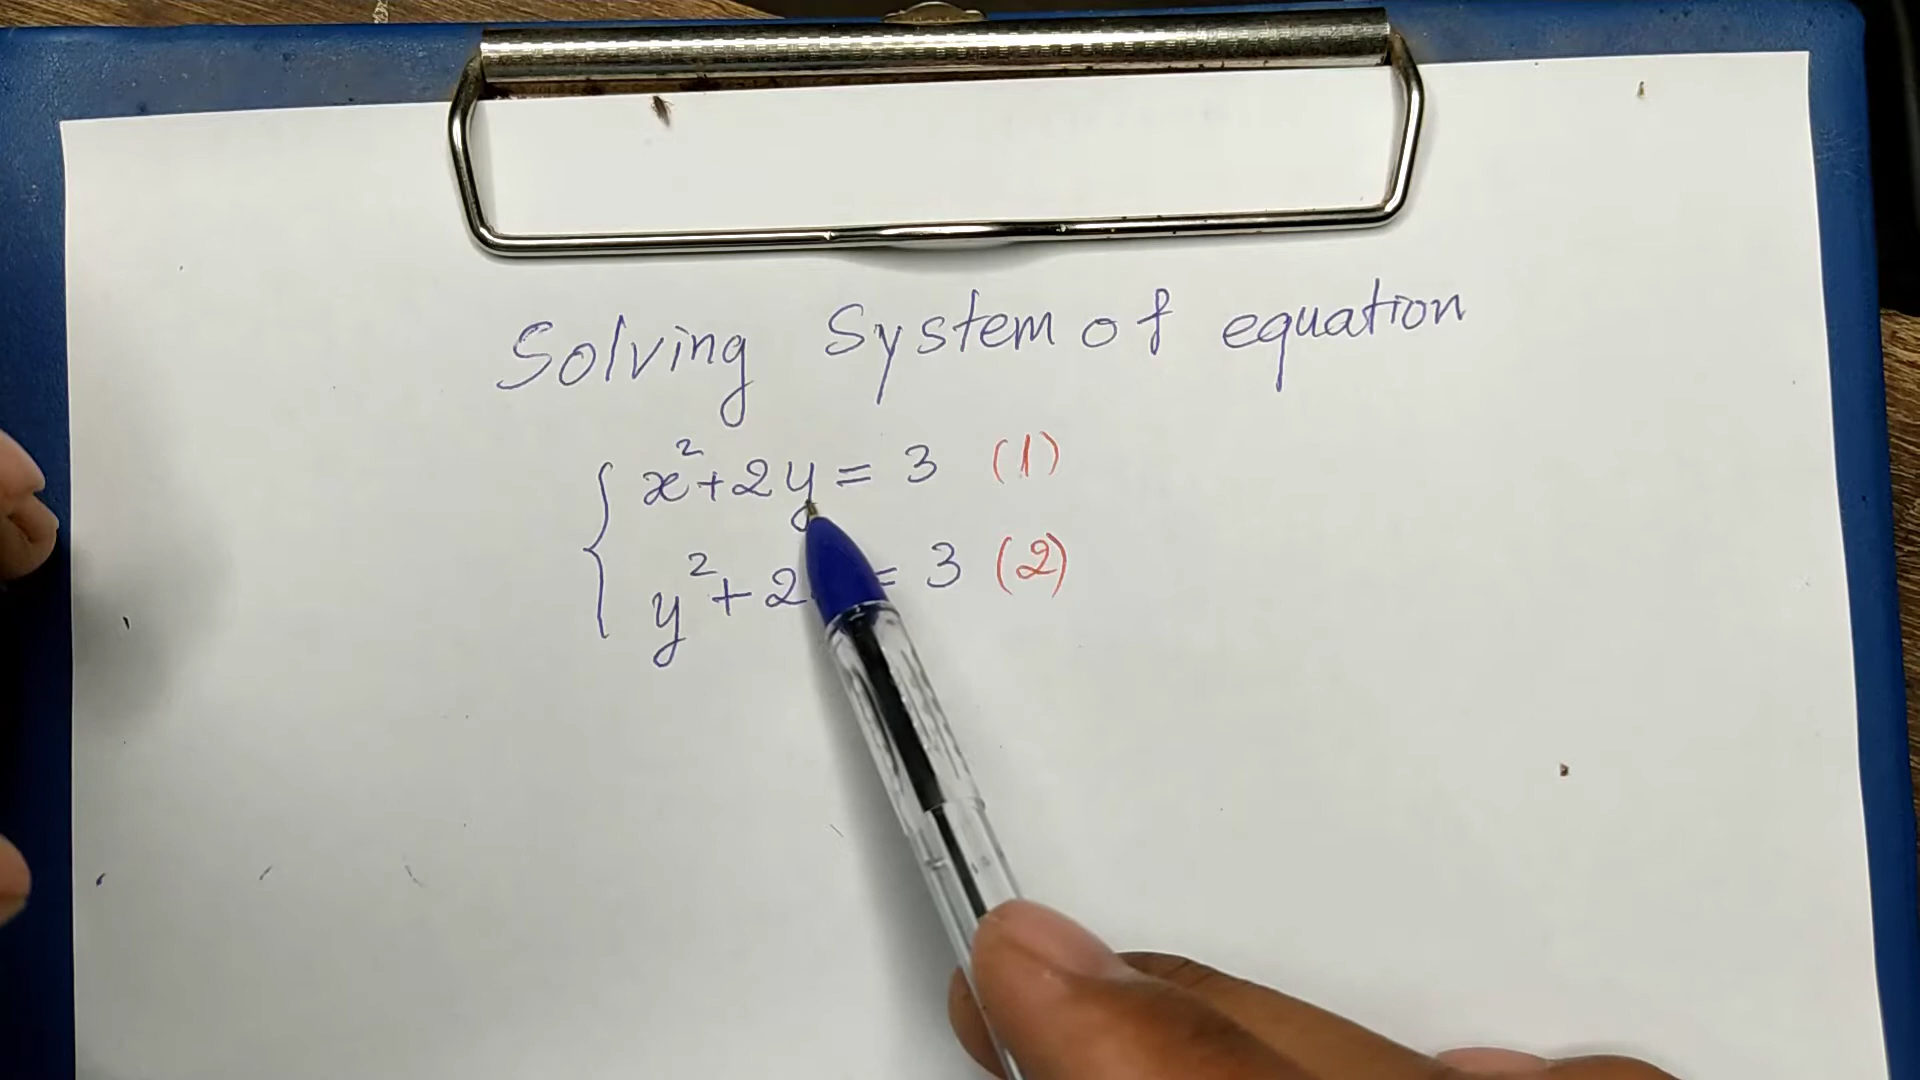 Solving System of equation
x²+2y = 3 (1)
y²+2 = 3 (2)